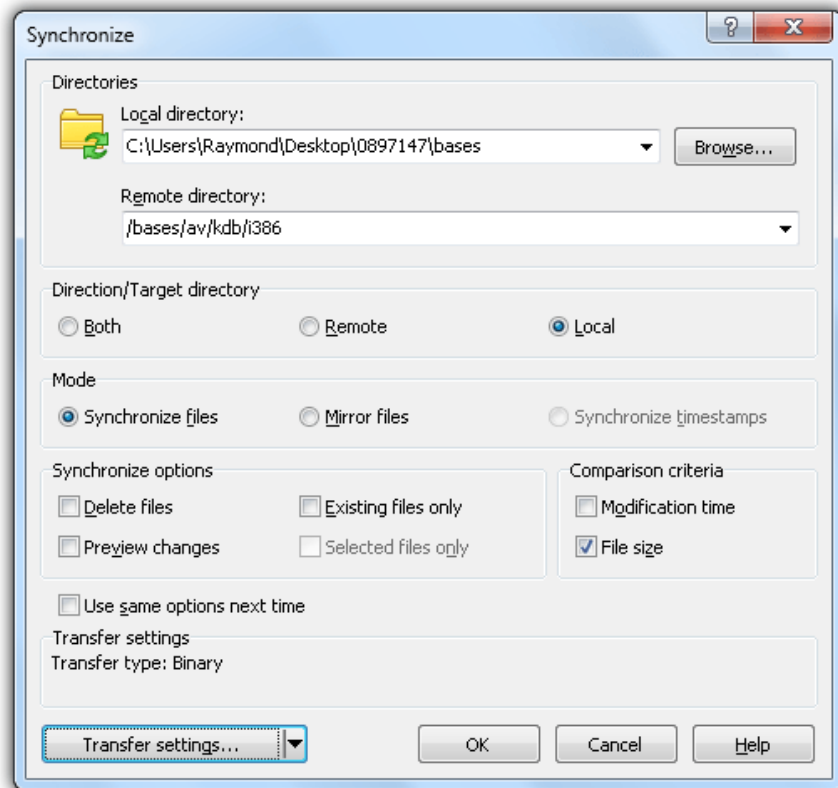 Synchronize
Directories
Local directory:
C:\Users\Raymond\Desktop\0897147\bases
Browse...
Remote directory:
/bases/av/kdb/i386
Direction/Target directory
Both Remote Local
Mode
Synchronize files Mirror files Synchronize timestamps
Synchronize options Comparison criteria
Delete files Existing files only Modification time
Preview changes Selected files only File size
Use same options next time
Transfer settings
Transfer type: Binary
Transfer settings... OK Cancel Help